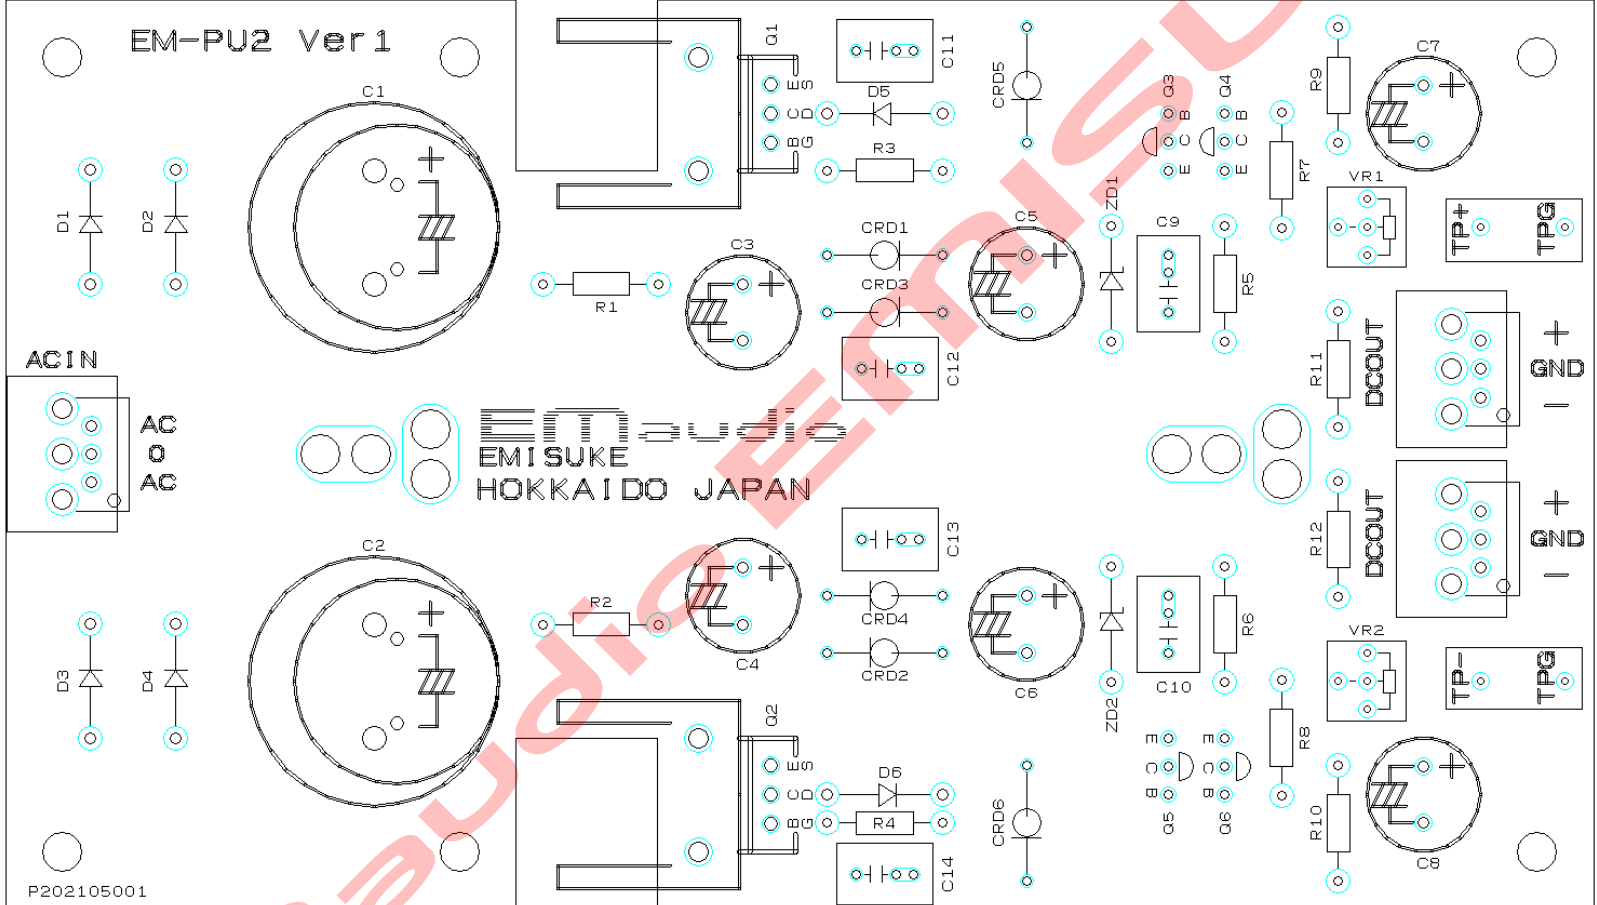 EM-PU2 Ver1
C1
Q1
E S
C D
B G
C11
D5
R3
CRD5
Q3
B
C
E
Q4
B
C
E
R9
C7
R7
VR1
TP+
TPG
D1
D2
C3
R1
CRD1
CRD3
C12
C5
ZD1
C9
R5
R11
DCOUT
+
GND
-
ACIN
AC
0
AC
EMaudio
EMISUKE
HOKKAIDO JAPAN
R12
DCOUT
+
GND
-
C2
C13
R2
C4
CRD4
CRD2
C6
ZD2
C10
R6
VR2
TP-
TPG
D3
D4
Q2
E S
C D
B G
D6
R4
C14
CRD6
E
C
B
Q5
E
C
B
Q6
R8
R10
C8
P202105001
audio Emisu